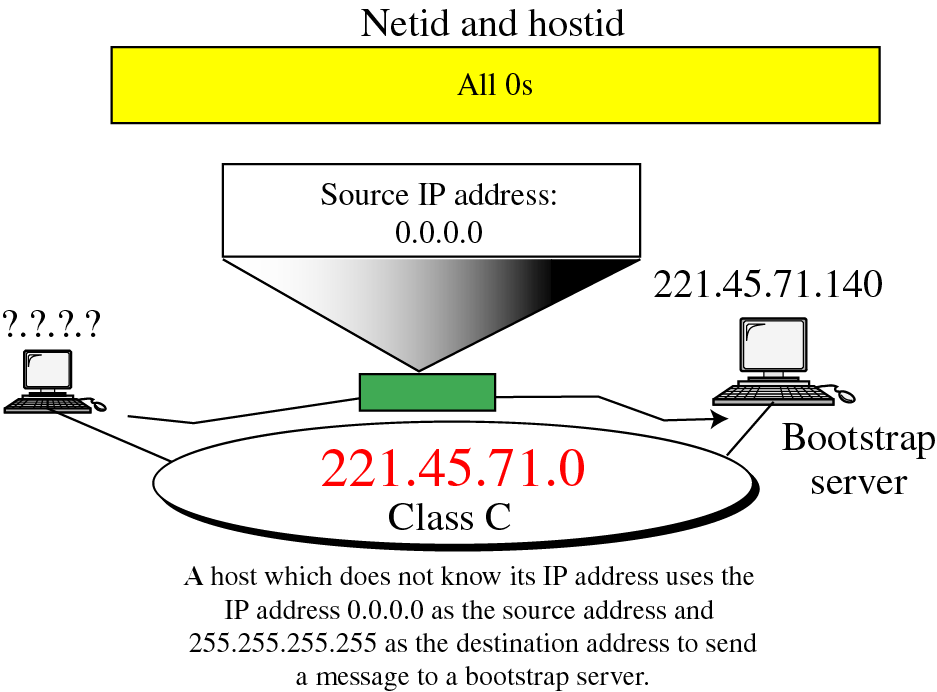 Netid and hostid
All 0s
Source IP address:
0.0.0.0
221.45.71.140
?.?.?.?
Bootstrap
server
221.45.71.0
Class C
A host which does not know its IP address uses the
IP address 0.0.0.0 as the source address and
255.255.255.255 as the destination address to send
a message to a bootstrap server.